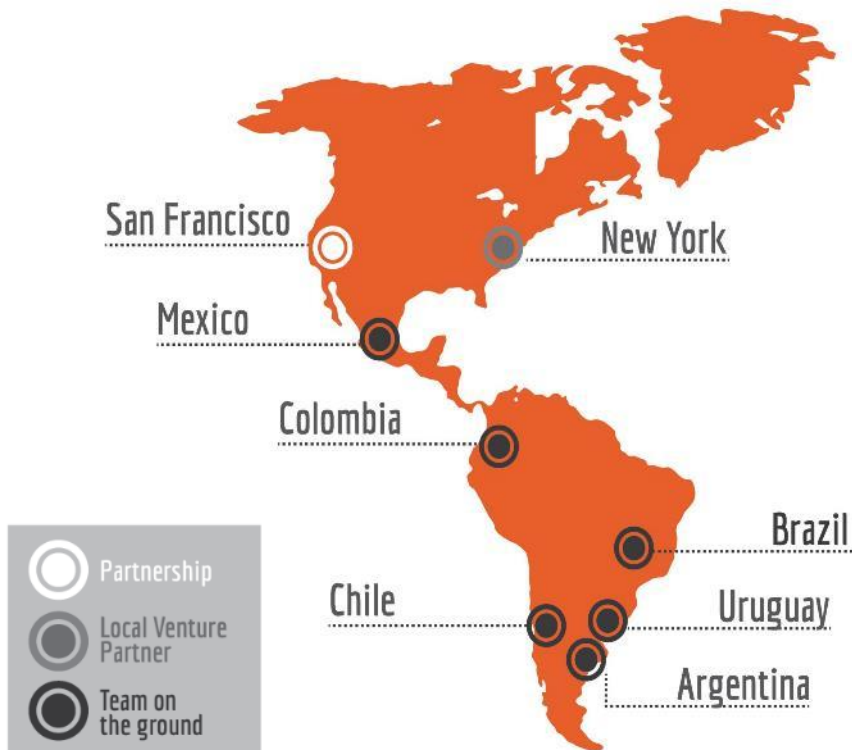 San Francisco
New York
Mexico
Colombia
Brazil
Chile
Uruguay
Argentina
Partnership
Local Venture
Partner
Team on
the ground